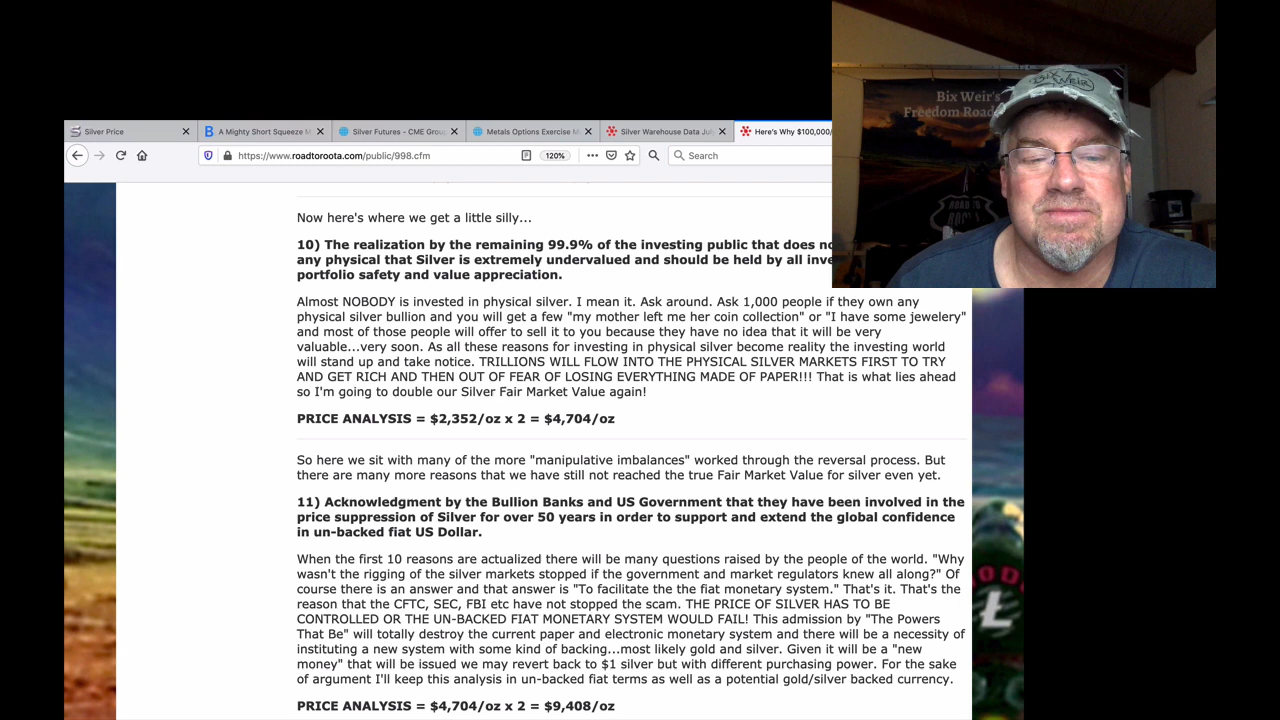 Silver Price
A Mighty Short Squeeze M
Silver Futures - CME Grou
Metals Options Exercise M
Silver Warehouse Data Ju
Here's Why $100,000/
https://www.roadtoroota.com/public/998.cfm
120%
Search
Bix Weir's
Freedom Road
BIX WEIR
ROAD TO
Now here's where we get a little silly...
10) The realization by the remaining 99.9% of the investing public that does no
any physical that Silver is extremely undervalued and should be held by all inve
portfolio safety and value appreciation.
Almost NOBODY is invested in physical silver. I mean it. Ask around. Ask 1,000 people if they own any
physical silver bullion and you will get a few "my mother left me her coin collection" or "I have some jewelery"
and most of those people will offer to sell it to you because they have no idea that it will be very
valuable...very soon. As all these reasons for investing in physical silver become reality the investing world
will stand up and take notice. TRILLIONS WILL FLOW INTO THE PHYSICAL SILVER MARKETS FIRST TO TRY
AND GET RICH AND THEN OUT OF FEAR OF LOSING EVERYTHING MADE OF PAPER!!! That is what lies ahead
so I'm going to double our Silver Fair Market Value again!
PRICE ANALYSIS = $2,352/oz x 2 = $4,704/oz
So here we sit with many of the more "manipulative imbalances" worked through the reversal process. But
there are many more reasons that we have still not reached the true Fair Market Value for silver even yet.
11) Acknowledgment by the Bullion Banks and US Government that they have been involved in the
price suppression of Silver for over 50 years in order to support and extend the global confidence
in un-backed fiat US Dollar.
When the first 10 reasons are actualized there will be many questions raised by the people of the world. "Why
wasn't the rigging of the silver markets stopped if the government and market regulators knew all along?" Of
course there is an answer and that answer is "To facilitate the the fiat monetary system." That's it. That's the
reason that the CFTC, SEC, FBI etc have not stopped the scam. THE PRICE OF SILVER HAS TO BE
CONTROLLED OR THE UN-BACKED FIAT MONETARY SYSTEM WOULD FAIL! This admission by "The Powers
That Be" will totally destroy the current paper and electronic monetary system and there will be a necessity of
instituting a new system with some kind of backing...most likely gold and silver. Given it will be a "new
money" that will be issued we may revert back to $1 silver but with different purchasing power. For the sake
of argument I'll keep this analysis in un-backed fiat terms as well as a potential gold/silver backed currency.
PRICE ANALYSIS = $4,704/oz x 2 = $9,408/oz